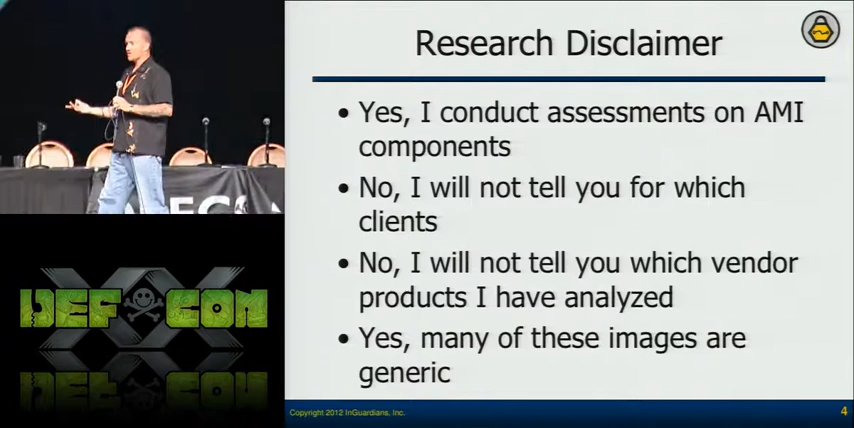 Research Disclaimer
• Yes, I conduct assessments on AMI
components
• No, I will not tell you for which
clients
• No, I will not tell you which vendor
products I have analyzed
• Yes, many of these images are
generic
Copyright 2012 InGuardians, Inc.
4
DEF CON
XX